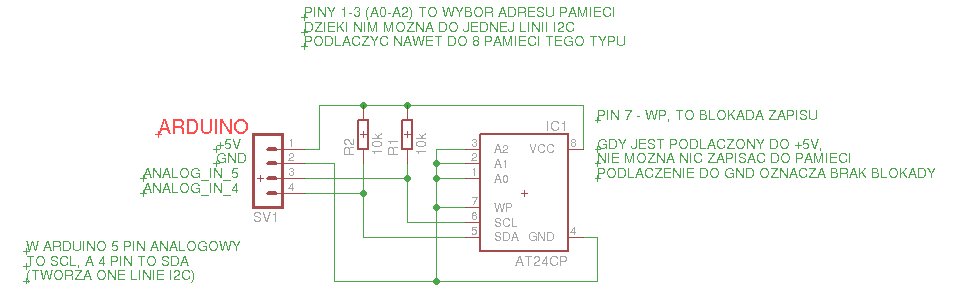 PINY 1-3 (A0-A2) TO WYBOR ADRESU PAMIECI
DZIEKI NIM MOZNA DO JEDNEJ LINII I2C
PODLACZYC NAWET DO 8 PAMIECI TEGO TYPU
ARDUINO
+5V
GND
ANALOG_IN_5
ANALOG_IN_4
1
2
3
4
SV1
R2
10k
R1
10k
IC1
3 A2 VCC 8
2 A1
1 A0
7 WP
6 SCL
5 SDA GND 4
AT24CP
PIN 7 - WP, TO BLOKADA ZAPISU
GDY JEST PODLACZONY DO +5V,
NIE MOZNA NIC ZAPISAC DO PAMIECI
PODLACZENIE DO GND OZNACZA BRAK BLOKADY
W ARDUINO 5 PIN ANALOGOWY
TO SCL, A 4 PIN TO SDA
(TWORZA ONE LINIE I2C)